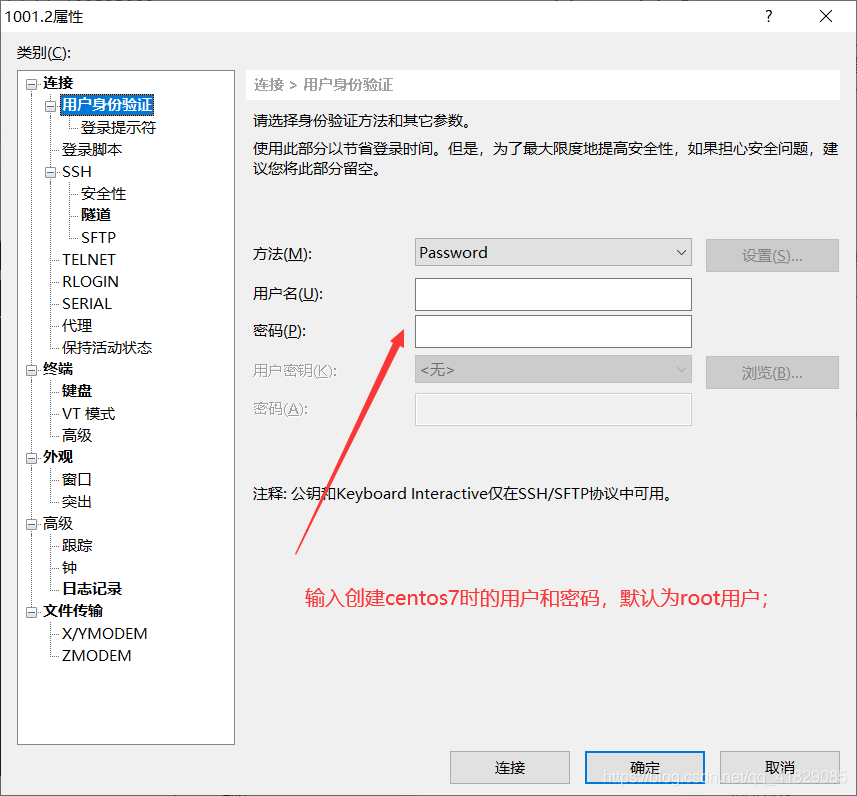 1001.2属性
?
类别(C):
连接
用户身份验证
登录提示符
登录脚本
SSH
安全性
隧道
SFTP
TELNET
RLOGIN
SERIAL
代理
保持活动状态
终端
键盘
VT 模式
高级
外观
窗口
突出
高级
跟踪
钟
日志记录
文件传输
X/YMODEM
ZMODEM
连接 > 用户身份验证
请选择身份验证方法和其它参数。
使用此部分以节省登录时间。但是，为了最大限度地提高安全性，如果担心安全问题，建
议您将此部分留空。
方法(M):
Password
设置(S)...
用户名(U):
密码(P):
用户密钥(K):
<无>
浏览(B)...
密码(A):
注释: 公钥和Keyboard Interactive仅在SSH/SFTP协议中可用。
输入创建centos7时的用户和密码，默认为root用户；
连接
确定
取消
https://blog.csdn.net/qq_41829085